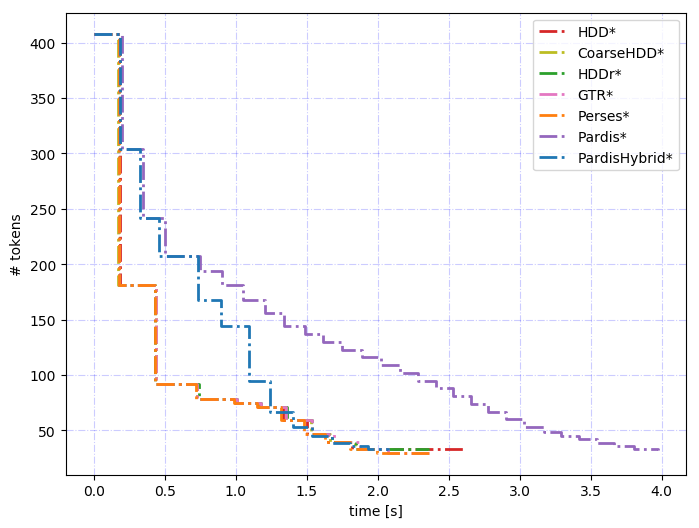 400
350
300
250
200
150
100
50
# tokens
0.0 0.5 1.0 1.5 2.0 2.5 3.0 3.5 4.0
time [s]
HDD*
CoarseHDD*
HDDr*
GTR*
Perses*
Pardis*
PardisHybrid*